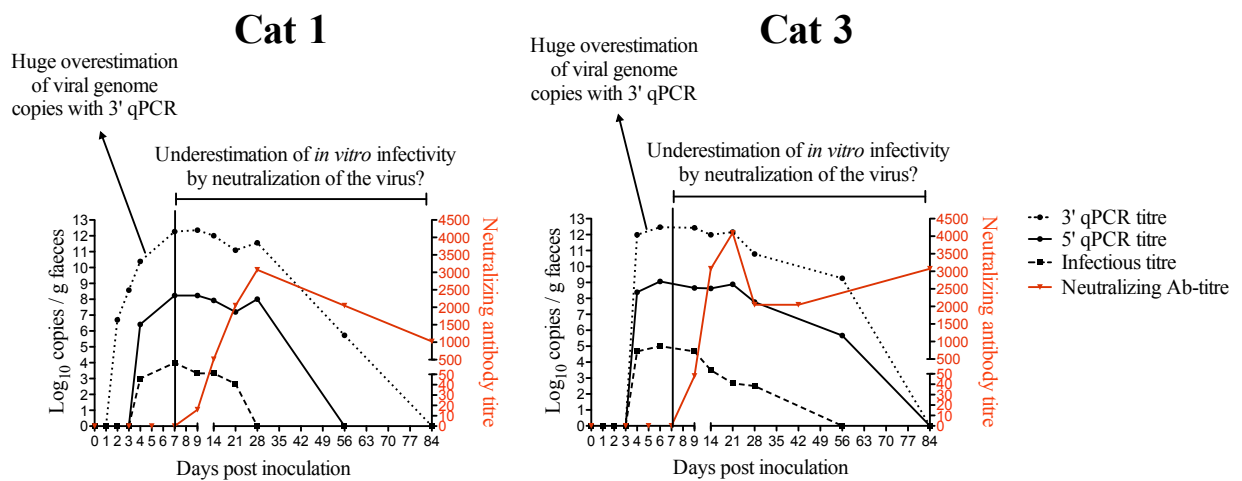 Cat 1
Huge overestimation
of viral genome
copies with 3' qPCR
Underestimation of in vitro infectivity
by neutralization of the virus?
Log10 copies / g faeces
13
12
11
10
9
8
7
6
5
4
3
2
1
0
4500
4000
3500
3000
2500
2000
1500
1000
500
50
40
30
20
10
0
Neutralizing antibody titre
0 1 2 3 4 5 6 7 9 14 21 28 35 42 49 56 63 70 77 84
Days post inoculation
Cat 3
Huge overestimation
of viral genome
copies with 3' qPCR
Underestimation of in vitro infectivity
by neutralization of the virus?
Log10 copies / g faeces
13
12
11
10
9
8
7
6
5
4
3
2
1
0
4500
4000
3500
3000
2500
2000
1500
1000
500
50
40
30
20
10
0
Neutralizing antibody titre
0 1 2 3 4 5 6 7 9 14 21 28 35 42 49 56 63 70 77 84
Days post inoculation
3' qPCR titre
5' qPCR titre
Infectious titre
Neutralizing Ab-titre